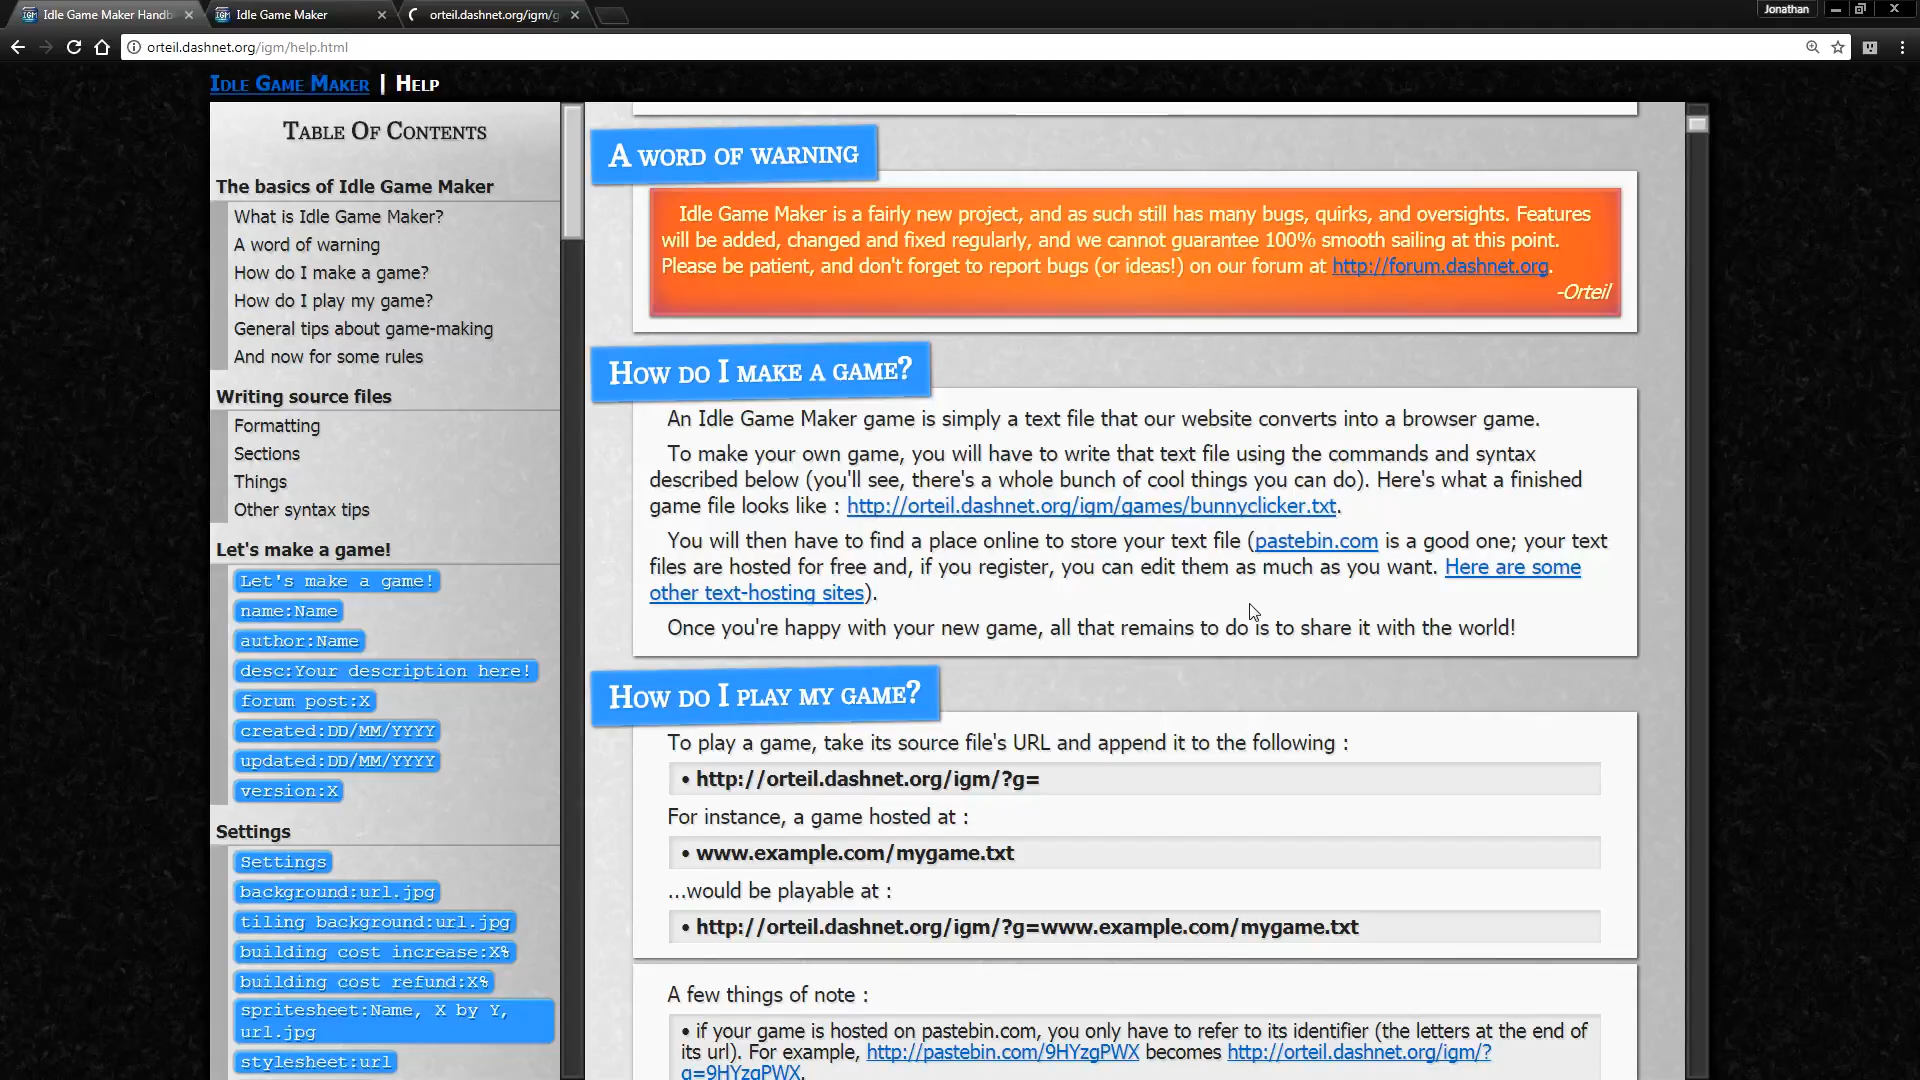 Idle Game Maker Handb
Idle Game Maker
orteil.dashnet.org/igm/g
Jonathan
orteil.dashnet.org/igm/help.html
Idle Game Maker | Help
Table Of Contents
The basics of Idle Game Maker
What is Idle Game Maker?
A word of warning
How do I make a game?
How do I play my game?
General tips about game-making
And now for some rules
Writing source files
Formatting
Sections
Things
Other syntax tips
Let's make a game!
Let's make a game!
name:Name
author:Name
desc:Your description here!
forum post:X
created:DD/MM/YYYY
updated:DD/MM/YYYY
version:X
Settings
Settings
background:url.jpg
tiling background:url.jpg
building cost increase:X%
building cost refund:X%
spritesheet:Name, X by Y,
url.jpg
stylesheet:url
A word of warning
Idle Game Maker is a fairly new project, and as such still has many bugs, quirks, and oversights. Features
will be added, changed and fixed regularly, and we cannot guarantee 100% smooth sailing at this point.
Please be patient, and don't forget to report bugs (or ideas!) on our forum at http://forum.dashnet.org.
-Orteil
How do I make a game?
An Idle Game Maker game is simply a text file that our website converts into a browser game.
To make your own game, you will have to write that text file using the commands and syntax
described below (you'll see, there's a whole bunch of cool things you can do). Here's what a finished
game file looks like : http://orteil.dashnet.org/igm/games/bunnyclicker.txt.
You will then have to find a place online to store your text file (pastebin.com is a good one; your text
files are hosted for free and, if you register, you can edit them as much as you want. Here are some
other text-hosting sites).
Once you're happy with your new game, all that remains to do is to share it with the world!
How do I play my game?
To play a game, take its source file's URL and append it to the following :
• http://orteil.dashnet.org/igm/?g=
For instance, a game hosted at :
• www.example.com/mygame.txt
...would be playable at :
• http://orteil.dashnet.org/igm/?g=www.example.com/mygame.txt
A few things of note :
• if your game is hosted on pastebin.com, you only have to refer to its identifier (the letters at the end of
its url). For example, http://pastebin.com/9HYzgPWX becomes http://orteil.dashnet.org/igm/?
g=9HYzgPWX.